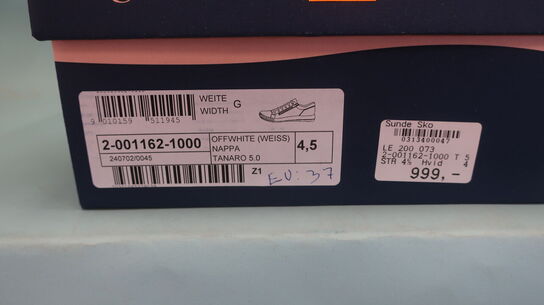 WEITE
WIDTH G
9 010159 511945
2-001162-1000
240702/0045
OFFWHITE (WEISS)
NAPPA
TANARO 5.0
4,5
Z1
EU: 37
Sunde Sko
0313400047
LE 200 073
2-001162-1000 T 5
STR 4½ Hvid 4
999,-